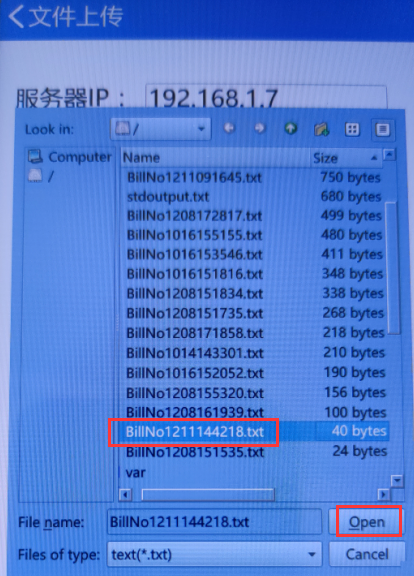 文件上传
服务器IP： 192.168.1.7
Look in: /
Computer
/
Name Size
BillNo1211091645.txt 750 bytes
stdoutput.txt 680 bytes
BillNo1208172817.txt 499 bytes
BillNo1016155155.txt 480 bytes
BillNo1016153546.txt 411 bytes
BillNo1016151816.txt 348 bytes
BillNo1208151834.txt 338 bytes
BillNo1208151735.txt 268 bytes
BillNo1208171858.txt 218 bytes
BillNo1014143301.txt 210 bytes
BillNo1016152052.txt 190 bytes
BillNo1208155320.txt 156 bytes
BillNo1208161939.txt 100 bytes
BillNo1211144218.txt 40 bytes
BillNo1208151535.txt 24 bytes
var
File name: BillNo1211144218.txt Open
Files of type: text(*.txt) Cancel